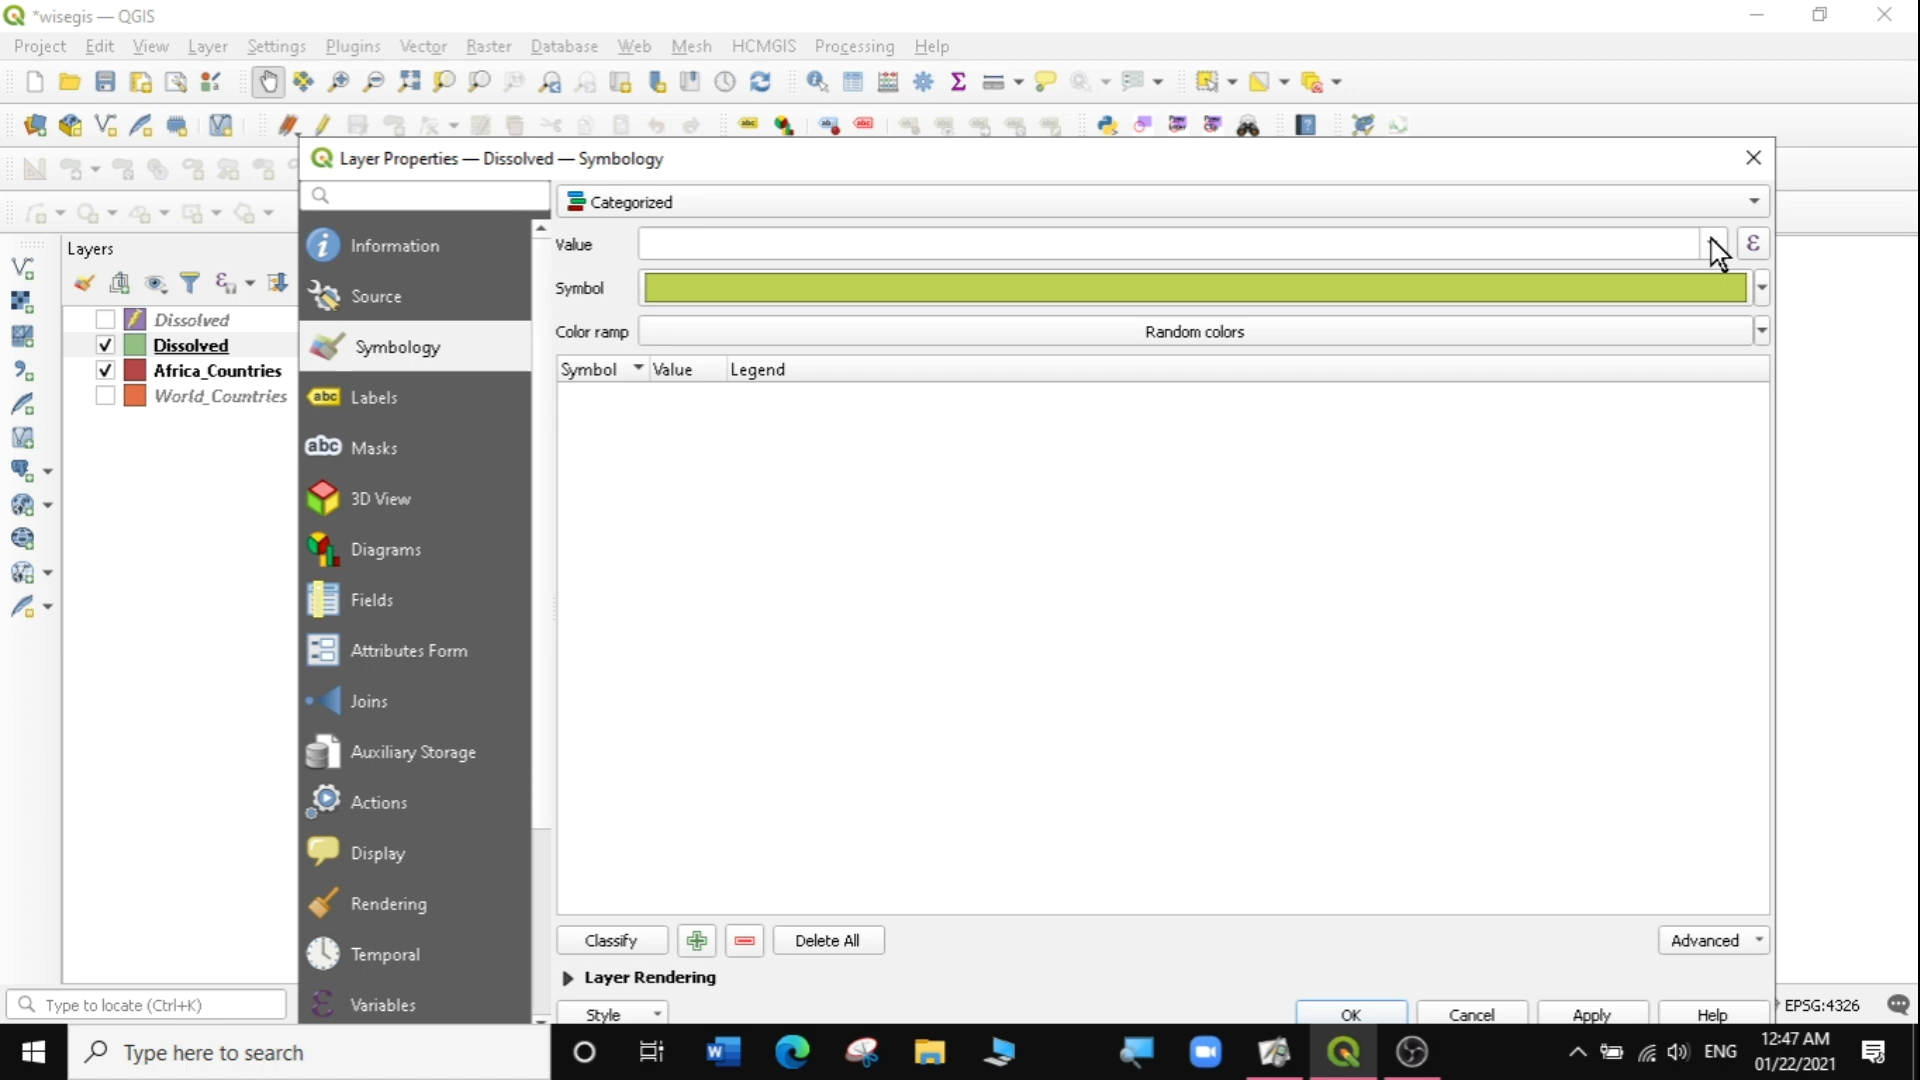 *wisegis — QGIS
Project Edit View Layer Settings Plugins Vector Raster Database Web Mesh HCMGIS Processing Help
Layer Properties — Dissolved — Symbology
Categorized
Layers
Information
Value
ε
Source
Symbol
Symbology
Color ramp
Random colors
Dissolved
Dissolved
Africa_Countries
World_Countries
Symbol Value Legend
abc Labels
abc Masks
3D View
Diagrams
Fields
Attributes Form
Joins
Auxiliary Storage
Actions
Display
Rendering
Temporal
ε Variables
Classify Delete All Advanced
Layer Rendering
Style OK Cancel Apply Help
Type to locate (Ctrl+K)
EPSG:4326
Type here to search
ENG
12:47 AM
01/22/2021